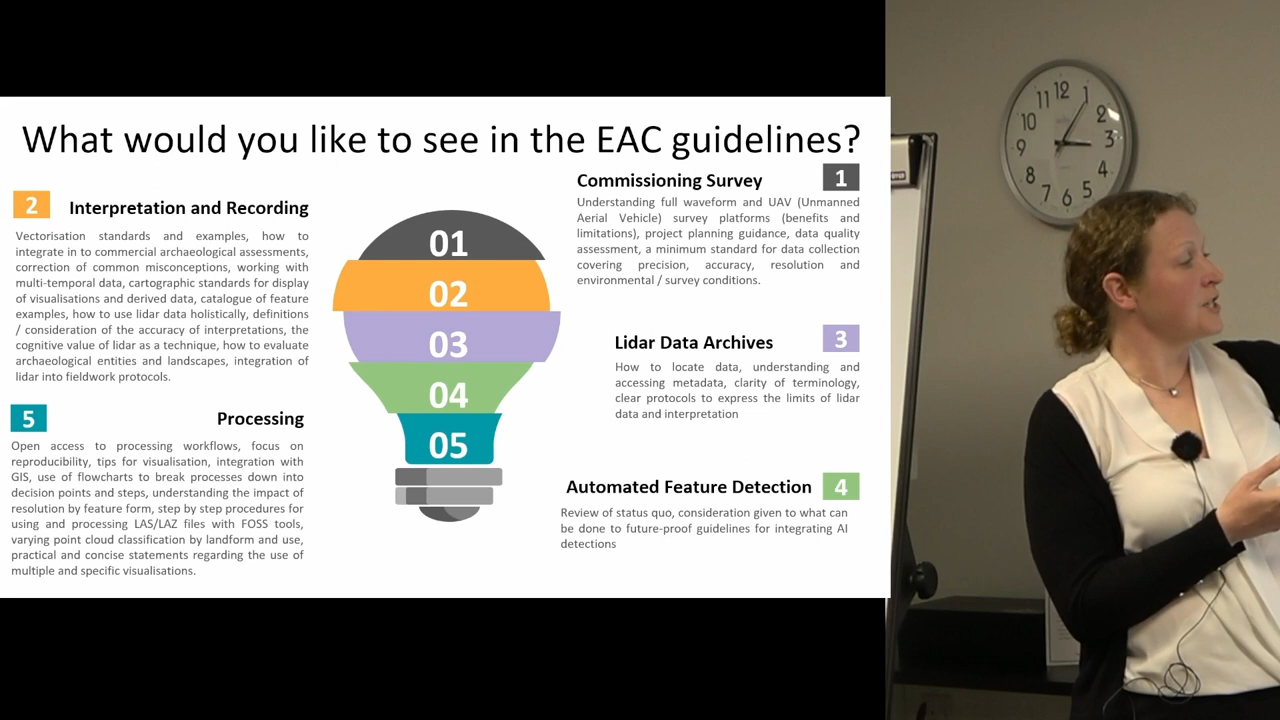 What would you like to see in the EAC guidelines?
Commissioning Survey
1
Understanding full waveform and UAV (Unmanned
Aerial Vehicle) survey platforms (benefits and
limitations), project planning guidance, data quality
assessment, a minimum standard for data collection
covering precision, accuracy, resolution and
environmental / survey conditions.
2
Interpretation and Recording
Vectorisation standards and examples, how to
integrate in to commercial archaeological assessments,
correction of common misconceptions, working with
multi-temporal data, cartographic standards for display
of visualisations and derived data, catalogue of feature
examples, how to use lidar data holistically, definitions
/ consideration of the accuracy of interpretations, the
cognitive value of lidar as a technique, how to evaluate
archaeological entities and landscapes, integration of
lidar into fieldwork protocols.
01
02
03
04
05
Lidar Data Archives
3
How to locate data, understanding and
accessing metadata, clarity of terminology,
clear protocols to express the limits of lidar
data and interpretation
Automated Feature Detection
4
Review of status quo, consideration given to what can
be done to future-proof guidelines for integrating AI
detections
5
Processing
Open access to processing workflows, focus on
reproducibility, tips for visualisation, integration with
GIS, use of flowcharts to break processes down into
decision points and steps, understanding the impact of
resolution by feature form, step by step procedures for
using and processing LAS/LAZ files with FOSS tools,
varying point cloud classification by landform and use,
practical and concise statements regarding the use of
multiple and specific visualisations.
12
1
2
3
4
5
6
7
8
9
10
11